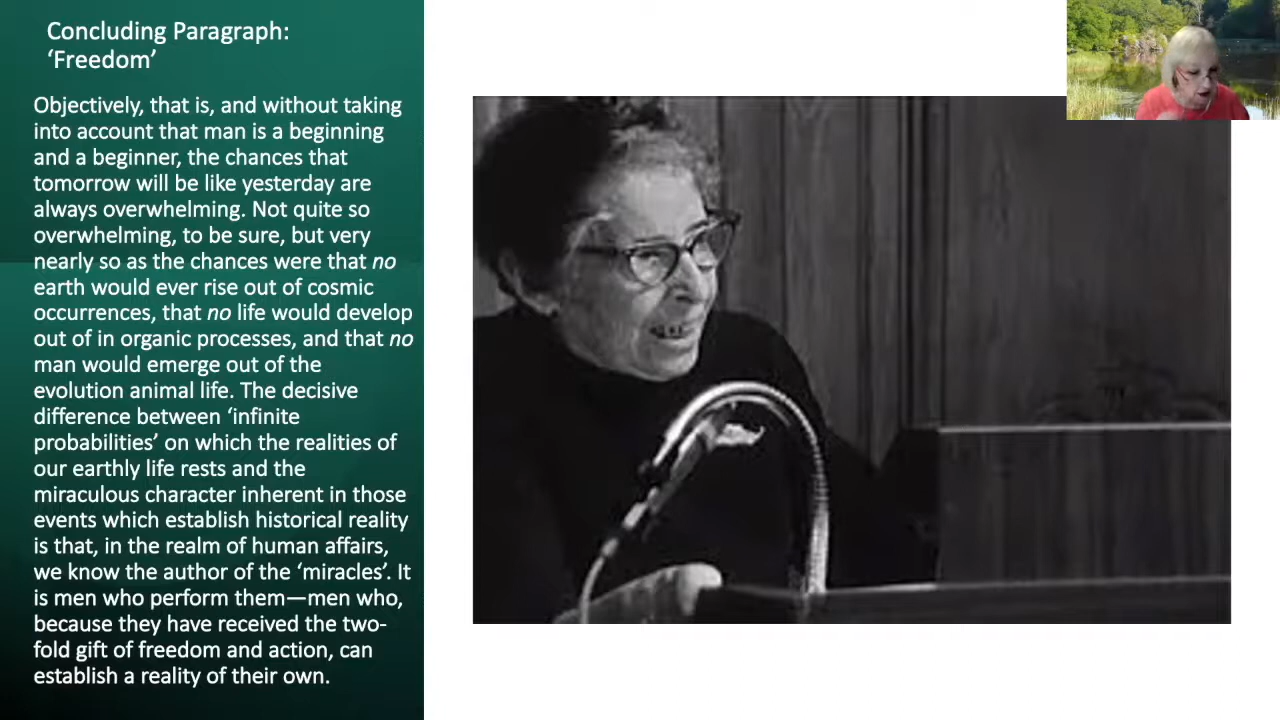 Concluding Paragraph:
‘Freedom’
Objectively, that is, and without taking
into account that man is a beginning
and a beginner, the chances that
tomorrow will be like yesterday are
always overwhelming. Not quite so
overwhelming, to be sure, but very
nearly so as the chances were that no
earth would ever rise out of cosmic
occurrences, that no life would develop
out of in organic processes, and that no
man would emerge out of the
evolution animal life. The decisive
difference between ‘infinite
probabilities’ on which the realities of
our earthly life rests and the
miraculous character inherent in those
events which establish historical reality
is that, in the realm of human affairs,
we know the author of the ‘miracles’. It
is men who perform them—men who,
because they have received the two-
fold gift of freedom and action, can
establish a reality of their own.